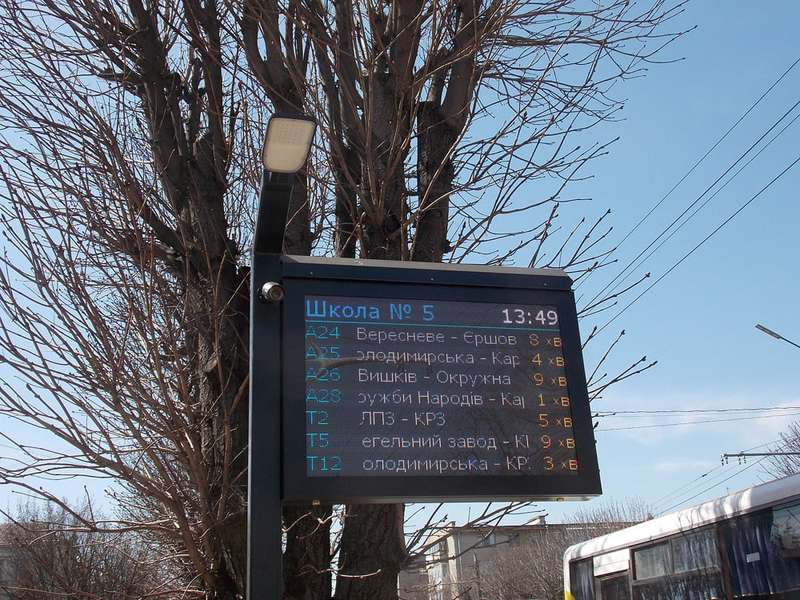 Школа № 5 13:49
А24 Вересневе - Єршов 8 хв
А25 олодимирська - Кар 4 хв
А26 Вишків - Окружна 9 хв
А28 ружби Народів - Кар 1 хв
Т2 ЛПЗ - КРЗ 5 хв
Т5 егельний завод - КР 9 хв
Т12 олодимирська - КРЗ 3 хв